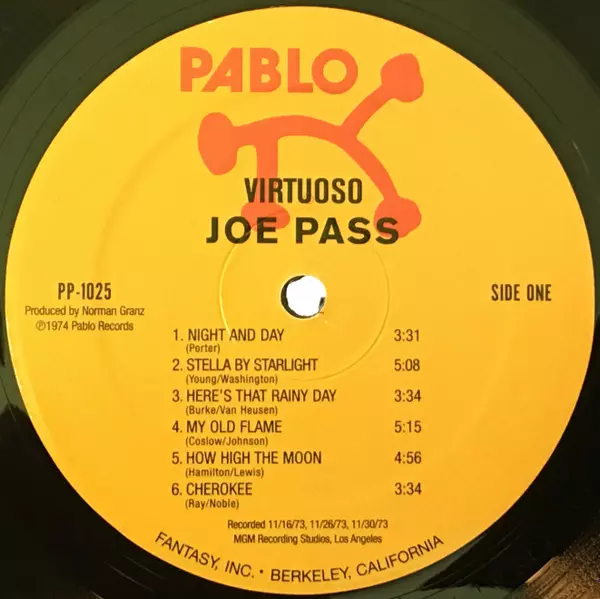 PABLO
VIRTUOSO
JOE PASS
PP-1025
Produced by Norman Granz
℗1974 Pablo Records
SIDE ONE
1. NIGHT AND DAY 3:31
(Porter)
2. STELLA BY STARLIGHT 5:08
(Young/Washington)
3. HERE'S THAT RAINY DAY 3:34
(Burke/Van Heusen)
4. MY OLD FLAME 5:15
(Coslow/Johnson)
5. HOW HIGH THE MOON 4:56
(Hamilton/Lewis)
6. CHEROKEE 3:34
(Ray/Noble)
Recorded 11/16/73, 11/26/73, 11/30/73
MGM Recording Studios, Los Angeles
FANTASY, INC. • BERKELEY, CALIFORNIA